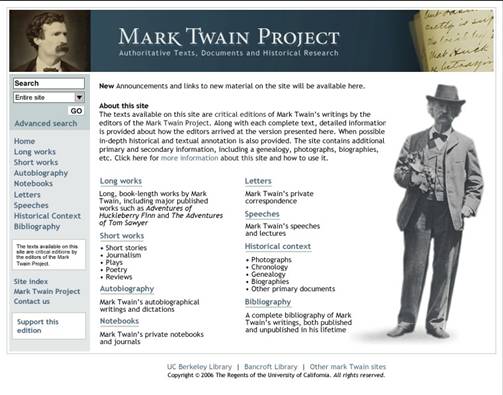 MARK TWAIN PROJECT
Authoritative Texts, Documents and Historical Research
Search
Entire site
GO
Advanced search
Home
Long works
Short works
Autobiography
Notebooks
Letters
Speeches
Historical Context
Bibliography
The texts available on this
site are critical editions by
the editors of the Mark
Twain Project.
Site index
Mark Twain Project
Contact us
Support this
edition
New Announcements and links to new material on the site will be available here.
About this site
The texts available on this site are critical editions of Mark Twain's writings by the
editors of the Mark Twain Project. Along with each complete text, detailed information
is provided about how the editors arrived at the version presented here. When possible
in-depth historical and textual annotation is also provided. The site contains additional
primary and secondary information, including a genealogy, photographs, biographies,
etc. Click here for more information about this site and how to use it.
Long works
Long, book-length works by Mark
Twain, including major published
works such as Adventures of
Huckleberry Finn and The Adventures
of Tom Sawyer
Short works
• Short stories
• Journalism
• Plays
• Poetry
• Reviews
Autobiography
Mark Twain's autobiographical
writings and dictations
Notebooks
Mark Twain's private notebooks
and journals
Letters
Mark Twain's private
correspondence
Speeches
Mark Twain's speeches
and lectures
Historical context
• Photographs
• Chronology
• Genealogy
• Biographies
• Other primary documents
Bibliography
A complete bibliography of Mark
Twain's writings, both published
and unpublished in his lifetime
UC Berkeley Library | Bancroft Library | Other mark Twain sites
Copyright © 2006 The Regents of the University of California. All rights reserved.